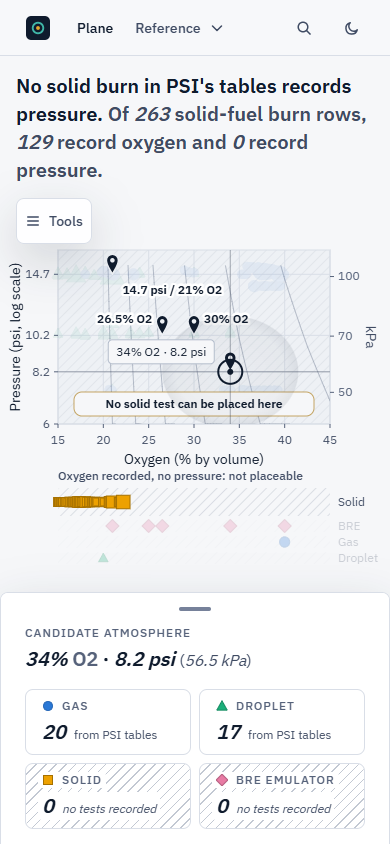 Plane
Reference
No solid burn in PSI's tables records
pressure. Of 263 solid-fuel burn rows,
129 record oxygen and 0 record
pressure.
Tools
Pressure (psi, log scale)
14.7
10.2
8.2
6
100
70
50
kPa
14.7 psi / 21% O2
26.5% O2
30% O2
34% O2 · 8.2 psi
No solid test can be placed here
15 20 25 30 35 40 45
Oxygen (% by volume)
Oxygen recorded, no pressure: not placeable
Solid
BRE
Gas
Droplet
CANDIDATE ATMOSPHERE
34% O2 · 8.2 psi (56.5 kPa)
GAS
20 from PSI tables
DROPLET
17 from PSI tables
SOLID
0 no tests recorded
BRE EMULATOR
0 no tests recorded